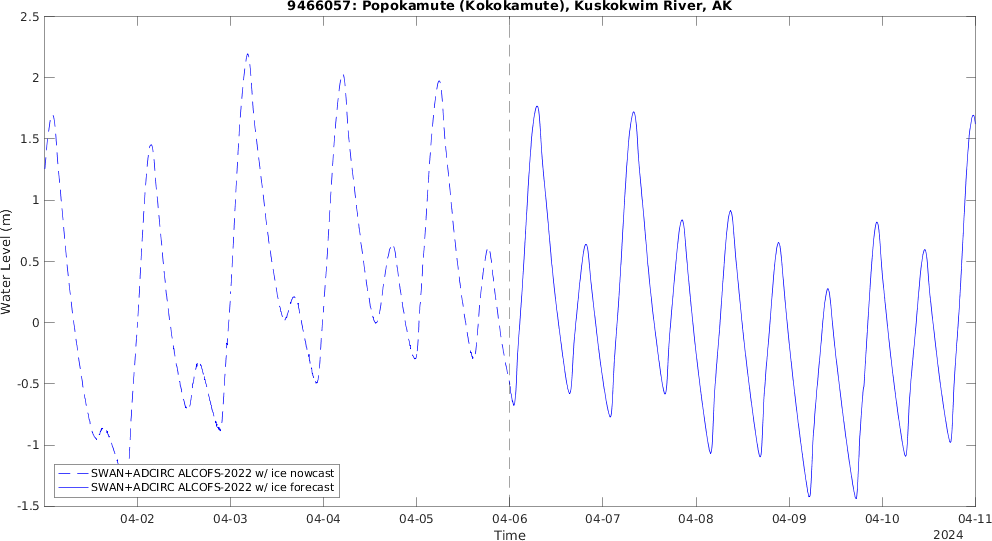 9466057: Popokamute (Kokokamute), Kuskokwim River, AK
2.5
2
1.5
1
0.5
0
-0.5
-1
-1.5
Water Level (m)
SWAN+ADCIRC ALCOFS-2022 w/ ice nowcast
SWAN+ADCIRC ALCOFS-2022 w/ ice forecast
04-02 04-03 04-04 04-05 04-06 04-07 04-08 04-09 04-10 04-11
Time
2024